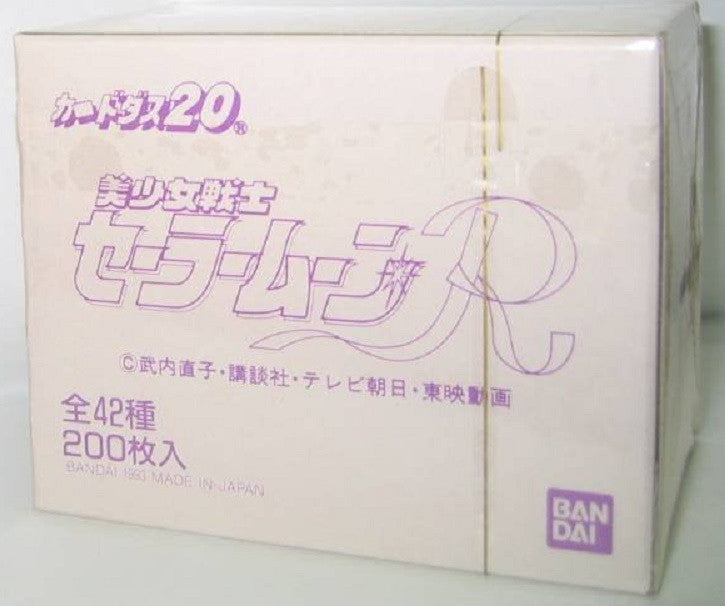 カードダス20®
美少女戦士
セーラームーンR
©武内直子・講談社・テレビ朝日・東映動画
全42種
200枚入
BANDAI 1993 MADE IN JAPAN
BAN
DAI